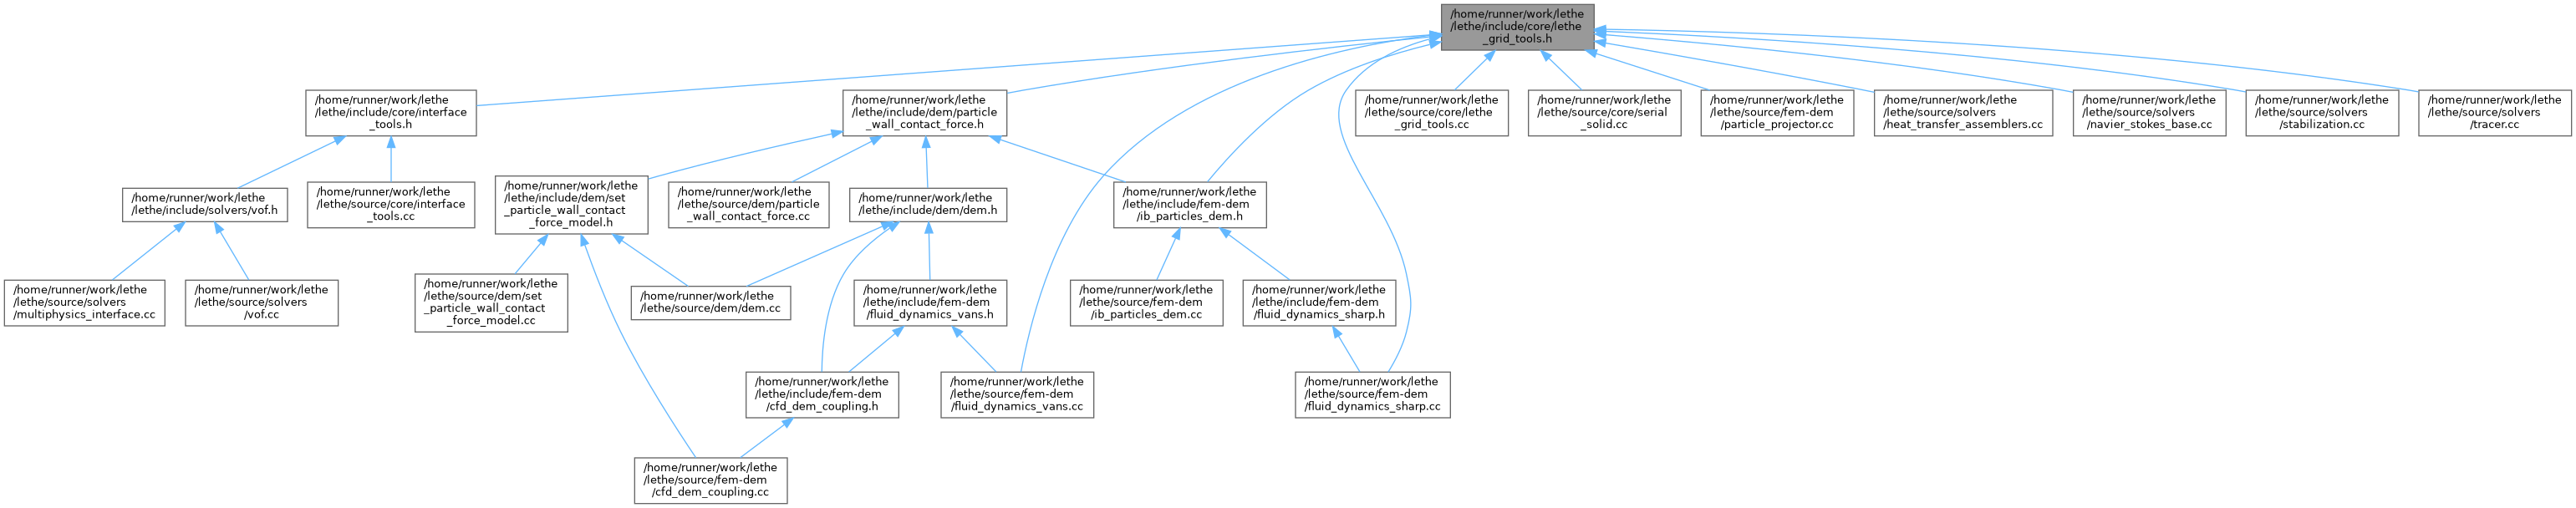 /home/runner/work/lethe
/lethe/include/core/lethe
_grid_tools.h
/home/runner/work/lethe
/lethe/include/core/interface
_tools.h
/home/runner/work/lethe
/lethe/include/dem/particle
_wall_contact_force.h
/home/runner/work/lethe
/lethe/source/core/lethe
_grid_tools.cc
/home/runner/work/lethe
/lethe/source/core/serial
_solid.cc
/home/runner/work/lethe
/lethe/source/fem-dem
/particle_projector.cc
/home/runner/work/lethe
/lethe/source/solvers
/heat_transfer_assemblers.cc
/home/runner/work/lethe
/lethe/source/solvers
/navier_stokes_base.cc
/home/runner/work/lethe
/lethe/source/solvers
/stabilization.cc
/home/runner/work/lethe
/lethe/source/solvers
/tracer.cc
/home/runner/work/lethe
/lethe/include/solvers/vof.h
/home/runner/work/lethe
/lethe/source/core/interface
_tools.cc
/home/runner/work/lethe
/lethe/include/dem/set
_particle_wall_contact
_force_model.h
/home/runner/work/lethe
/lethe/source/dem/particle
_wall_contact_force.cc
/home/runner/work/lethe
/lethe/include/dem/dem.h
/home/runner/work/lethe
/lethe/include/fem-dem
/ib_particles_dem.h
/home/runner/work/lethe
/lethe/source/solvers
/multiphysics_interface.cc
/home/runner/work/lethe
/lethe/source/solvers
/vof.cc
/home/runner/work/lethe
/lethe/source/dem/set
_particle_wall_contact
_force_model.cc
/home/runner/work/lethe
/lethe/source/dem/dem.cc
/home/runner/work/lethe
/lethe/include/fem-dem
/fluid_dynamics_vans.h
/home/runner/work/lethe
/lethe/source/fem-dem
/ib_particles_dem.cc
/home/runner/work/lethe
/lethe/include/fem-dem
/fluid_dynamics_sharp.h
/home/runner/work/lethe
/lethe/include/fem-dem
/cfd_dem_coupling.h
/home/runner/work/lethe
/lethe/source/fem-dem
/fluid_dynamics_vans.cc
/home/runner/work/lethe
/lethe/source/fem-dem
/fluid_dynamics_sharp.cc
/home/runner/work/lethe
/lethe/source/fem-dem
/cfd_dem_coupling.cc